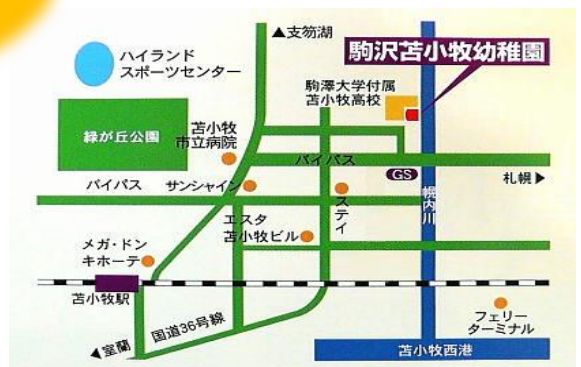 ▲支笏湖
ハイランド
スポーツセンター
駒沢苫小牧幼稚園
駒澤大学付属
苫小牧高校
緑が丘公園
苫小牧
市立病院
バイパス
GS
札幌▶
バイパス
サンシャイン
ステイ
幌内川
エスタ
苫小牧ビル
メガ・ドン
キホーテ
苫小牧駅
国道36号線
◀室蘭
フェリー
ターミナル
苫小牧西港